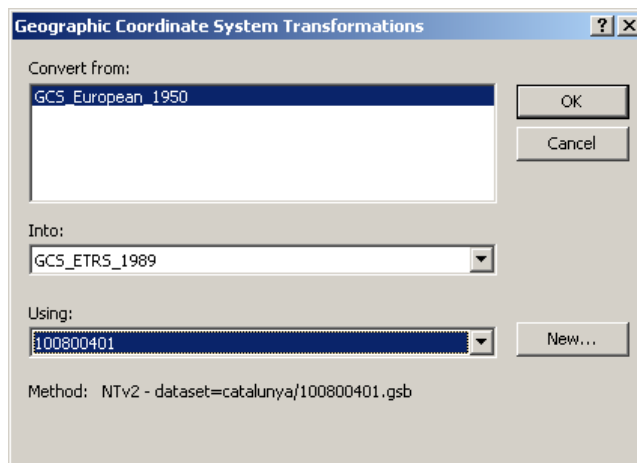 Geographic Coordinate System Transformations
Convert from:
GCS_European_1950
OK
Cancel
Into:
GCS_ETRS_1989
Using:
100800401
New...
Method: NTv2 - dataset=catalunya/100800401.gsb